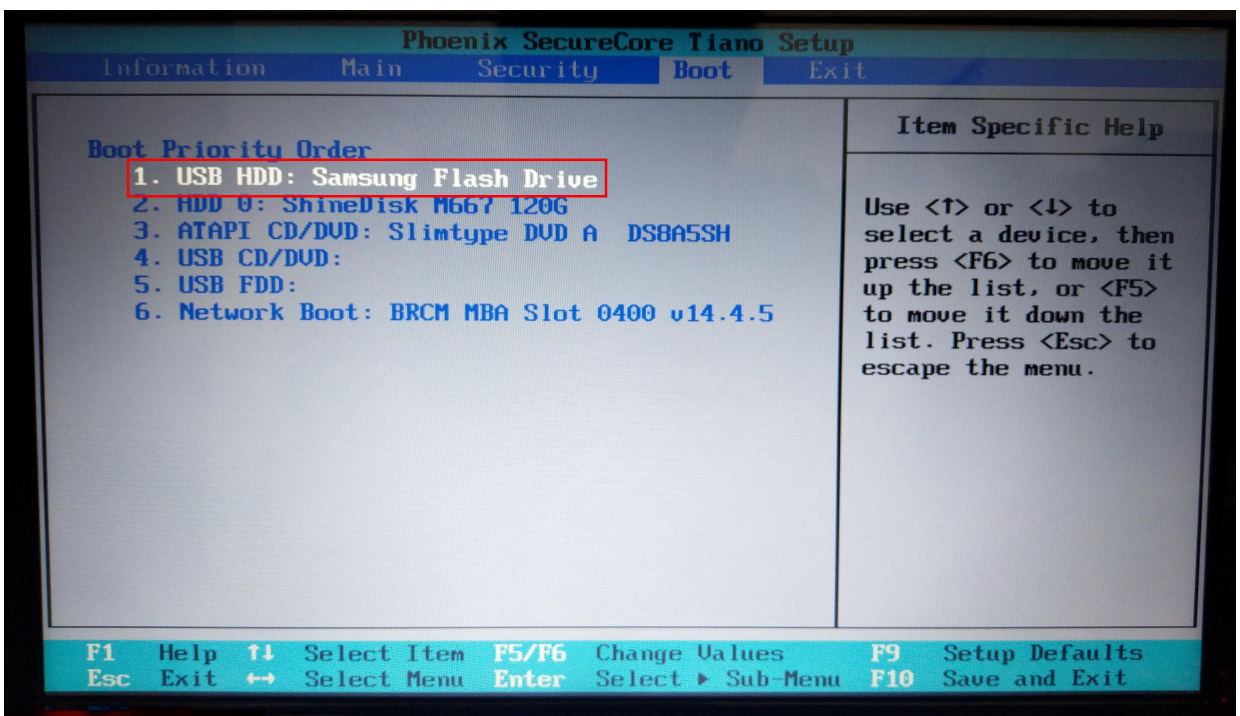 Phoenix SecureCore Tiano Setup
Information Main Security Boot Exit
Boot Priority Order
1. USB HDD: Samsung Flash Drive
2. HDD 0: ShineDisk M667 120G
3. ATAPI CD/DVD: Slimtype DVD A DS8A5SH
4. USB CD/DVD:
5. USB FDD:
6. Network Boot: BRCM MBA Slot 0400 v14.4.5
Item Specific Help
Use <↑> or <↓> to
select a device, then
press <F6> to move it
up the list, or <F5>
to move it down the
list. Press <Esc> to
escape the menu.
F1 Help ↑↓ Select Item F5/F6 Change Values F9 Setup Defaults
Esc Exit ↔ Select Menu Enter Select ▶ Sub-Menu F10 Save and Exit